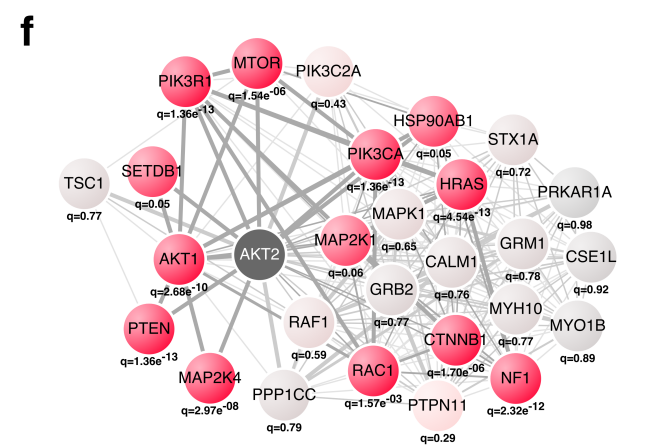 f
MTOR
q=1.54e-06
PIK3R1
q=1.36e-13
PIK3C2A
q=0.43
HSP90AB1
q=0.05
STX1A
q=0.72
PIK3CA
q=1.36e-13
SETDB1
q=0.05
TSC1
q=0.77
HRAS
q=4.54e-13
PRKAR1A
q=0.98
MAPK1
q=0.65
MAP2K1
q=0.06
GRM1
q=0.78
AKT2
AKT1
q=2.68e-10
CALM1
q=0.76
CSE1L
q=0.92
GRB2
q=0.77
MYH10
q=0.77
RAF1
q=0.59
MYO1B
q=0.89
PTEN
q=1.36e-13
CTNNB1
q=1.70e-06
RAC1
q=1.57e-03
MAP2K4
q=2.97e-08
NF1
q=2.32e-12
PPP1CC
q=0.79
PTPN11
q=0.29